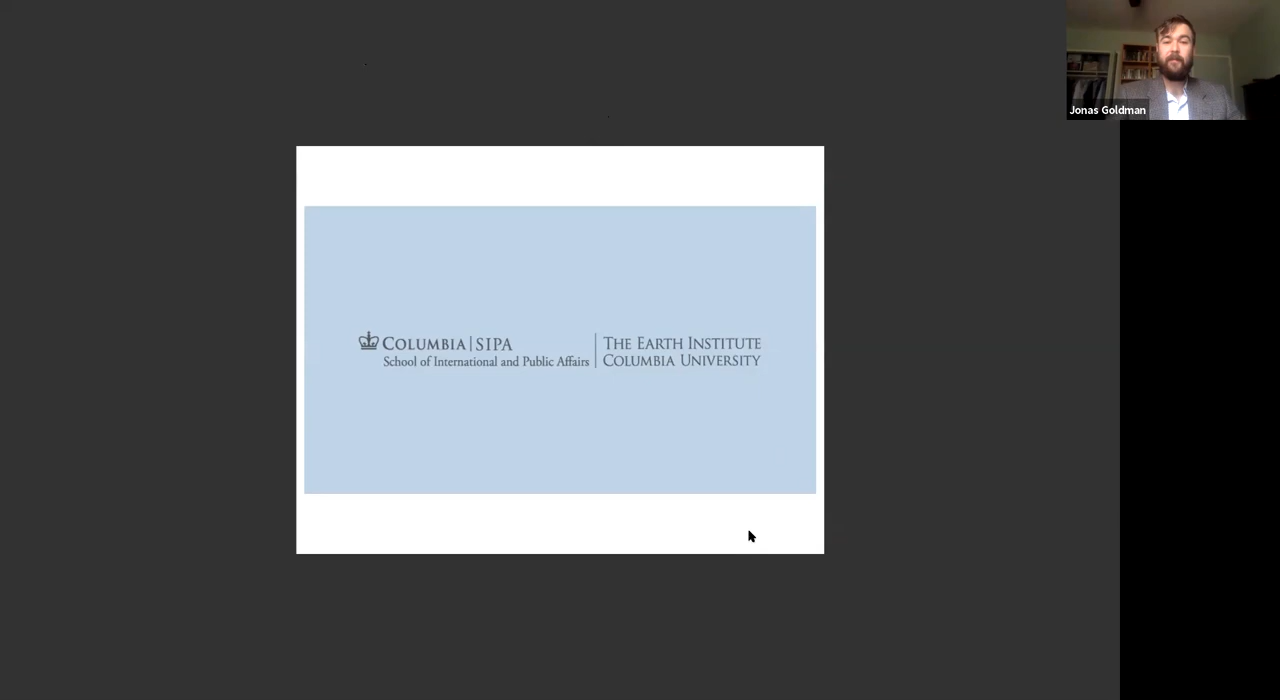 Jonas Goldman
COLUMBIA | SIPA
School of International and Public Affairs
THE EARTH INSTITUTE
COLUMBIA UNIVERSITY